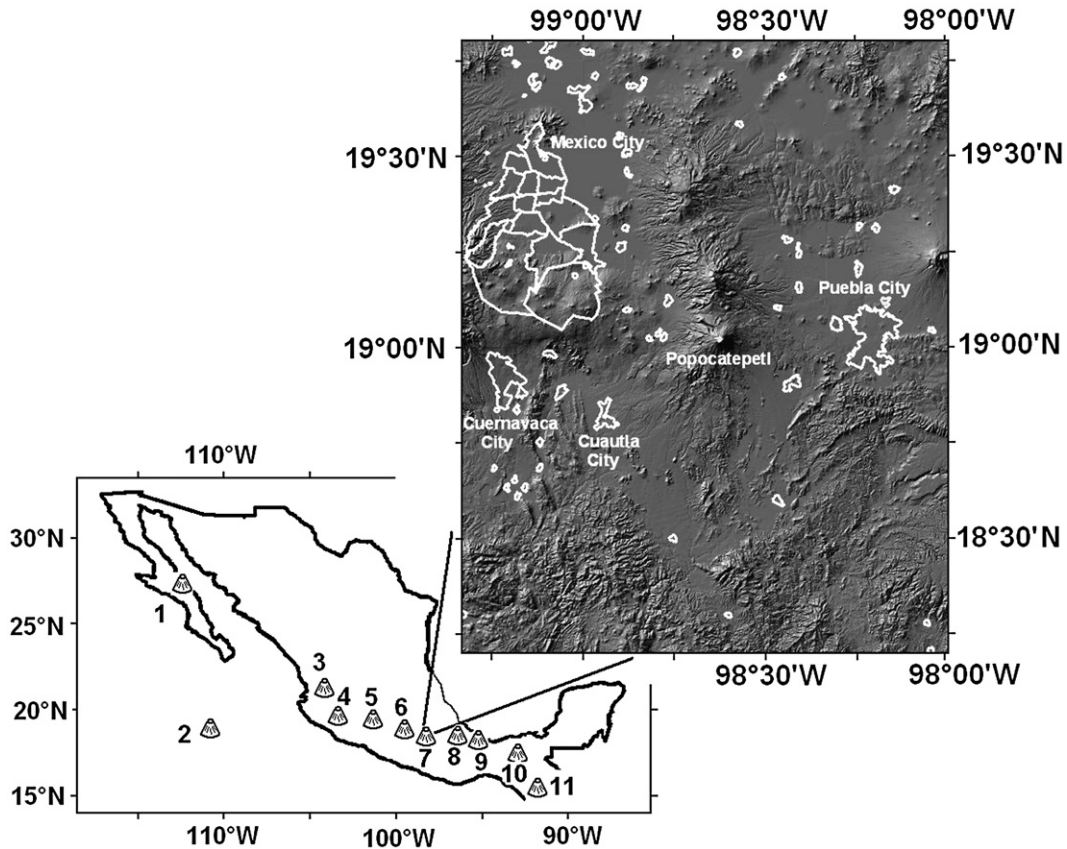 99°00'W 98°30'W 98°00'W
Mexico City
19°30'N 19°30'N
Puebla City
19°00'N 19°00'N
Popocatepetl
Cuernavaca
City
Cuautla
City
110°W
30°N 18°30'N
1
25°N
98°30'W 98°00'W
3
4 5 6
20°N
2
7 8 9
10
11
15°N
110°W 100°W 90°W